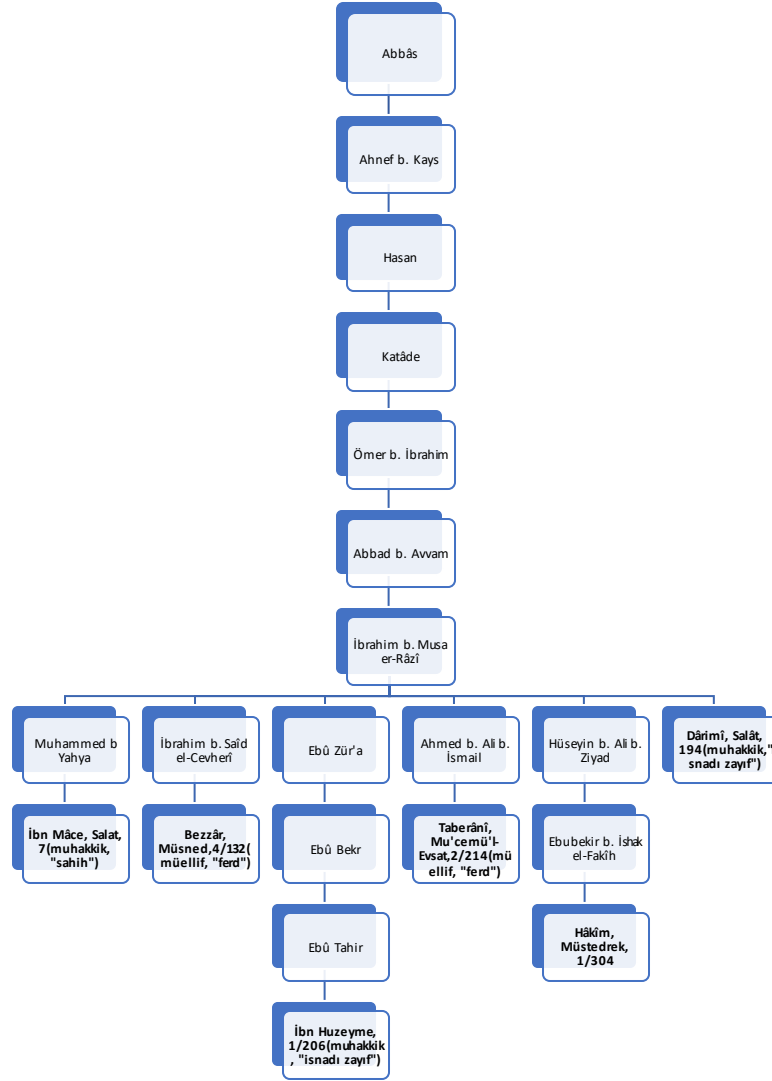 Abbâs
Ahnef b. Kays
Hasan
Katâde
Ömer b. İbrahim
Abbad b. Avvam
İbrahim b. Musa
er-Râzî
Muhammed b
Yahya
İbrahim b. Saîd
el-Cevherî
Ebû Zür'a
Ahmed b. Ali b.
İsmail
Hüseyin b. Ali b.
Ziyad
Dârimî, Salât,
194(muhakkik,"
snadı zayıf")
İbn Mâce, Salat,
7(muhakkik,
"sahih")
Bezzâr,
Müsned,4/132(
müellif, "ferd")
Ebû Bekr
Taberânî,
Mu'cemü'l-
Evsat,2/214(mü
ellif, "ferd")
Ebubekir b. İshak
el-Fakîh
Ebû Tahir
Hâkîm,
Müstedrek,
1/304
İbn Huzeyme,
1/206(muhakkik
, "isnadı zayıf")